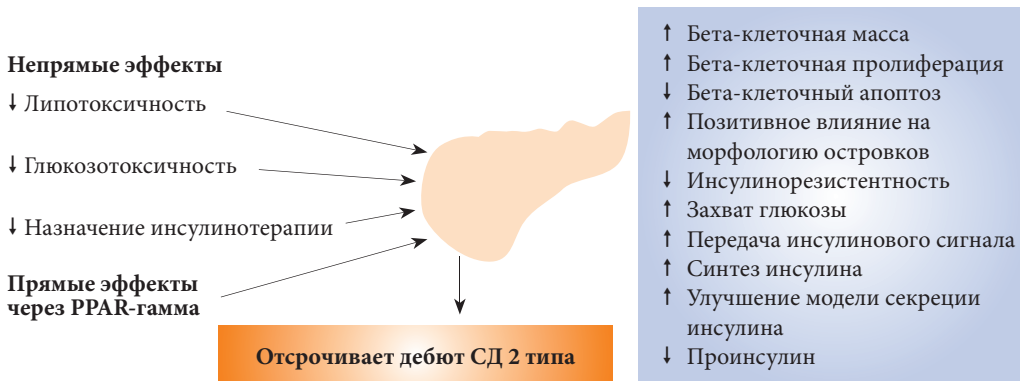 Непрямые эффекты
↓ Липотоксичность
↓ Глюкозотоксичность
↓ Назначение инсулинотерапии
Прямые эффекты
через PPAR-гамма
Отсрочивает дебют СД 2 типа
↑ Бета-клеточная масса
↑ Бета-клеточная пролиферация
↓ Бета-клеточный апоптоз
↑ Позитивное влияние на
морфологию островков
↓ Инсулинорезистентность
↑ Захват глюкозы
↑ Передача инсулинового сигнала
↑ Синтез инсулина
↑ Улучшение модели секреции
инсулина
↓ Проинсулин